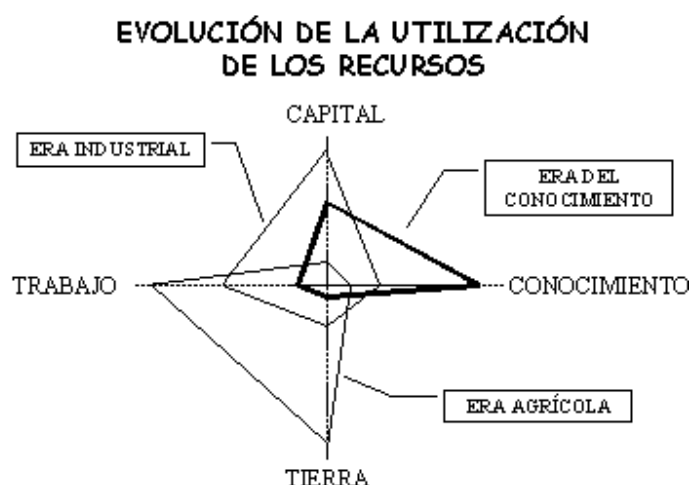 EVOLUCIÓN DE LA UTILIZACIÓN
DE LOS RECURSOS
CAPITAL
ERA INDUSTRIAL
ERA DEL
CONOCIMIENTO
TRABAJO
CONOCIMIENTO
ERA AGRÍCOLA
TIERRA